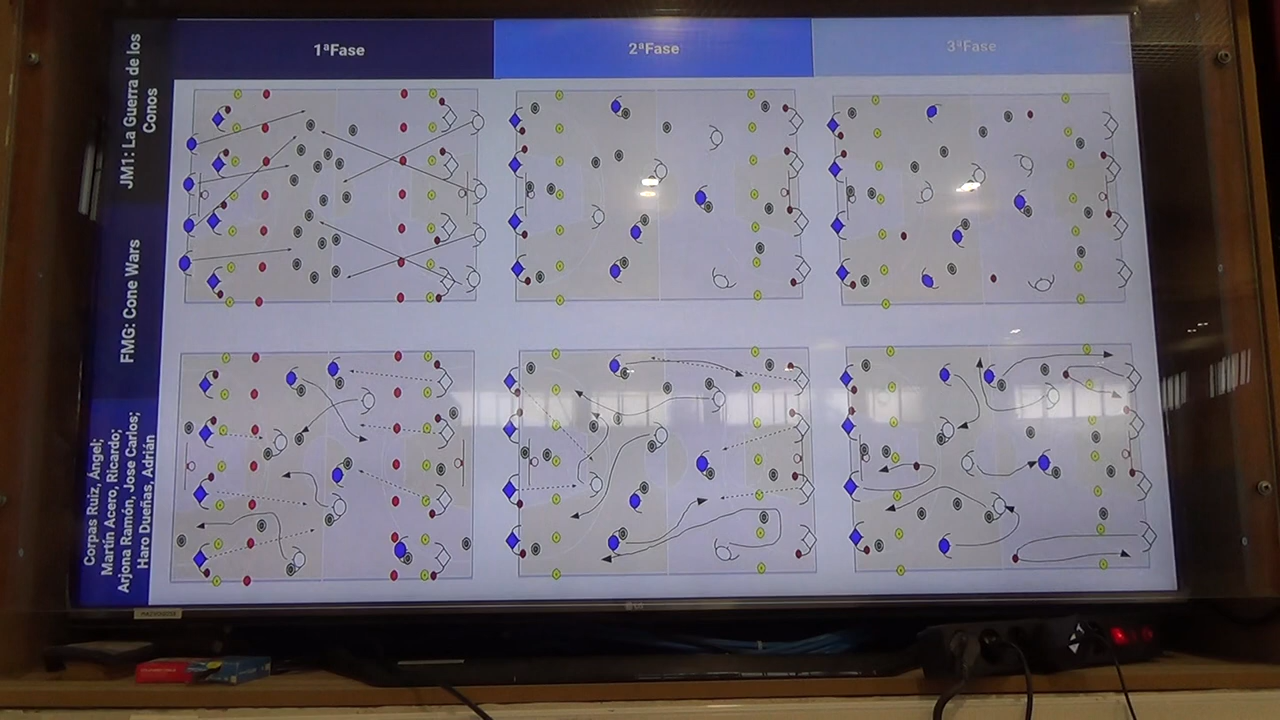 1ªFase
2ªFase
3ªFase
JM1: La Guerra de los
Conos
FMG: Cone Wars
Corpas Ruiz, Ángel;
Martín Acero, Ricardo;
Arjona Ramón, Jose Carlos;
Haro Dueñas, Adrián